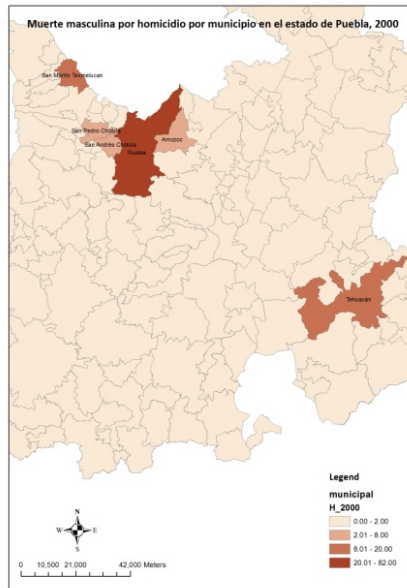 Muerte masculina por homicidio por municipio en el estado de Puebla, 2000
San Martín Texmelucan
San Pedro Cholula
San Andrés Cholula
Puebla
Amozoc
Tehuacán
Legend
municipal
H_2000
0.00 - 2.00
2.01 - 8.00
8.01 - 20.00
20.01 - 82.00
N
W
E
S
0 10,500 21,000 42,000 Meters